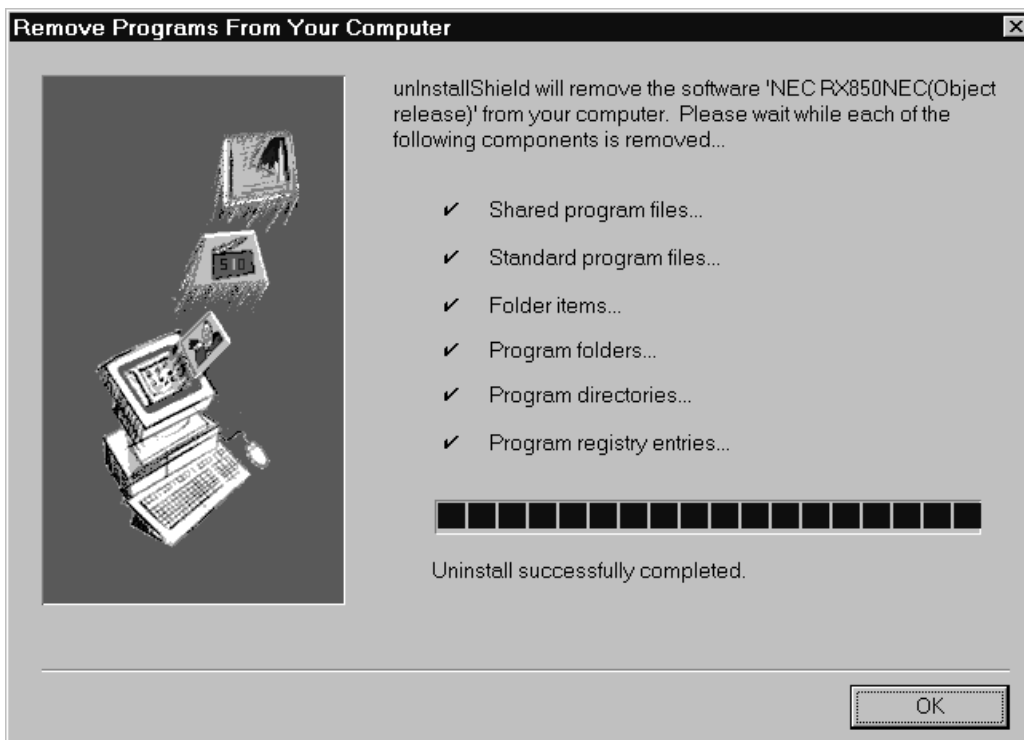 Remove Programs From Your Computer
unInstallShield will remove the software 'NEC RX850NEC(Object
release)' from your computer. Please wait while each of the
following components is removed...
Shared program files...
Standard program files...
Folder items...
Program folders...
Program directories...
Program registry entries...
Uninstall successfully completed.
OK